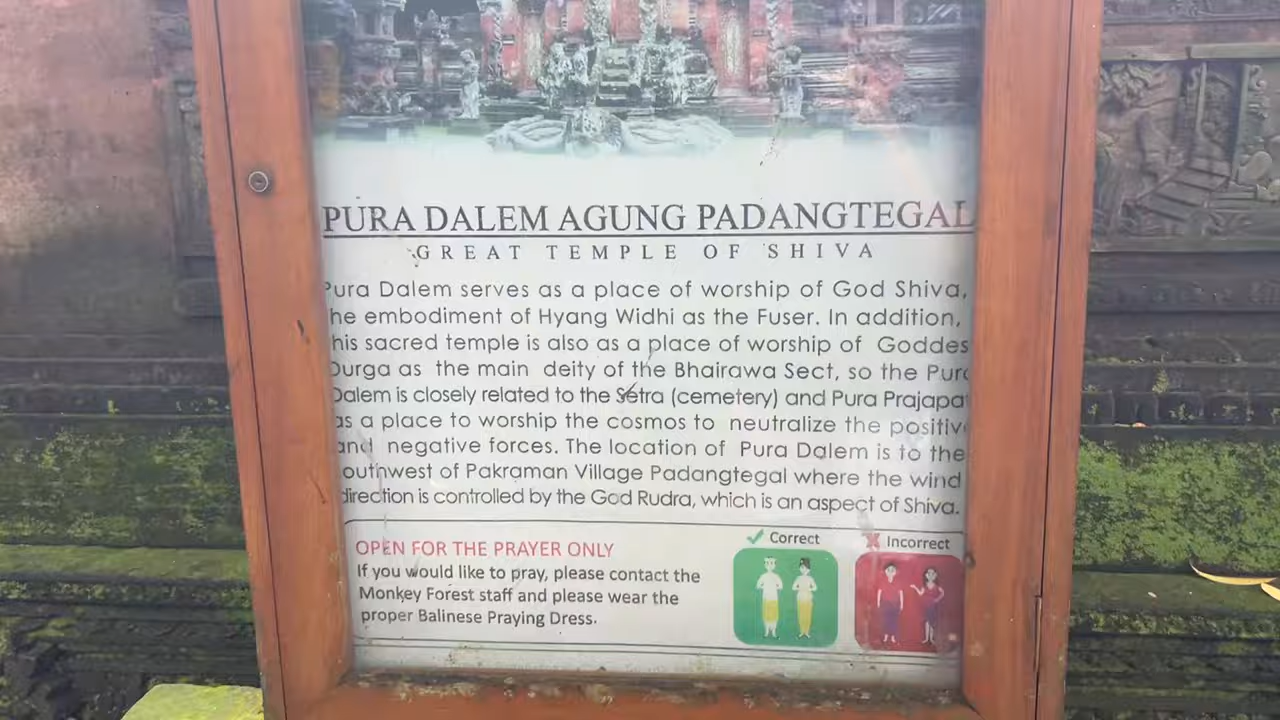 PURA DALEM AGUNG PADANGTEGAL
GREAT TEMPLE OF SHIVA
Pura Dalem serves as a place of worship of God Shiva,
he embodiment of Hyang Widhi as the Fuser. In addition,
his sacred temple is also as a place of worship of Goddes
Durga as the main deity of the Bhairawa Sect, so the Pura
Dalem is closely related to the Setra (cemetery) and Pura Prajapat
as a place to worship the cosmos to neutralize the positiv
and negative forces. The location of Pura Dalem is to the
outhwest of Pakraman Village Padangtegal where the wind
direction is controlled by the God Rudra, which is an aspect of Shiva.
OPEN FOR THE PRAYER ONLY
If you would like to pray, please contact the
Monkey Forest staff and please wear the
proper Balinese Praying Dress.
Correct
Incorrect